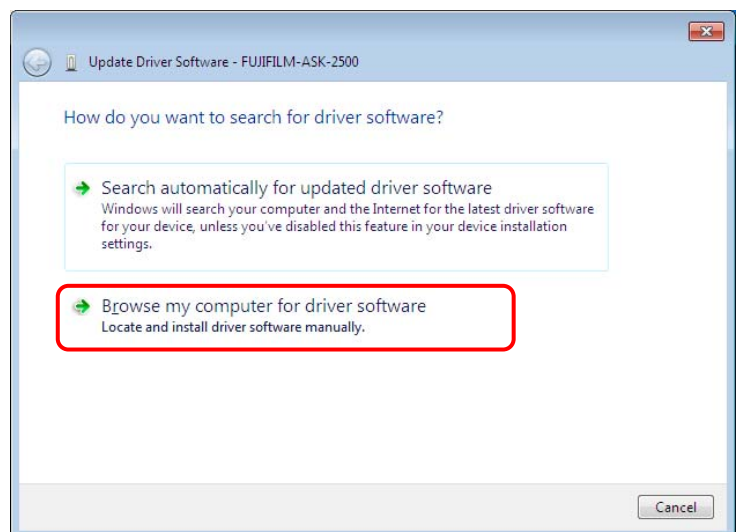 Update Driver Software - FUJIFILM-ASK-2500
How do you want to search for driver software?
Search automatically for updated driver software
Windows will search your computer and the Internet for the latest driver software
for your device, unless you've disabled this feature in your device installation
settings.
Browse my computer for driver software
Locate and install driver software manually.
Cancel